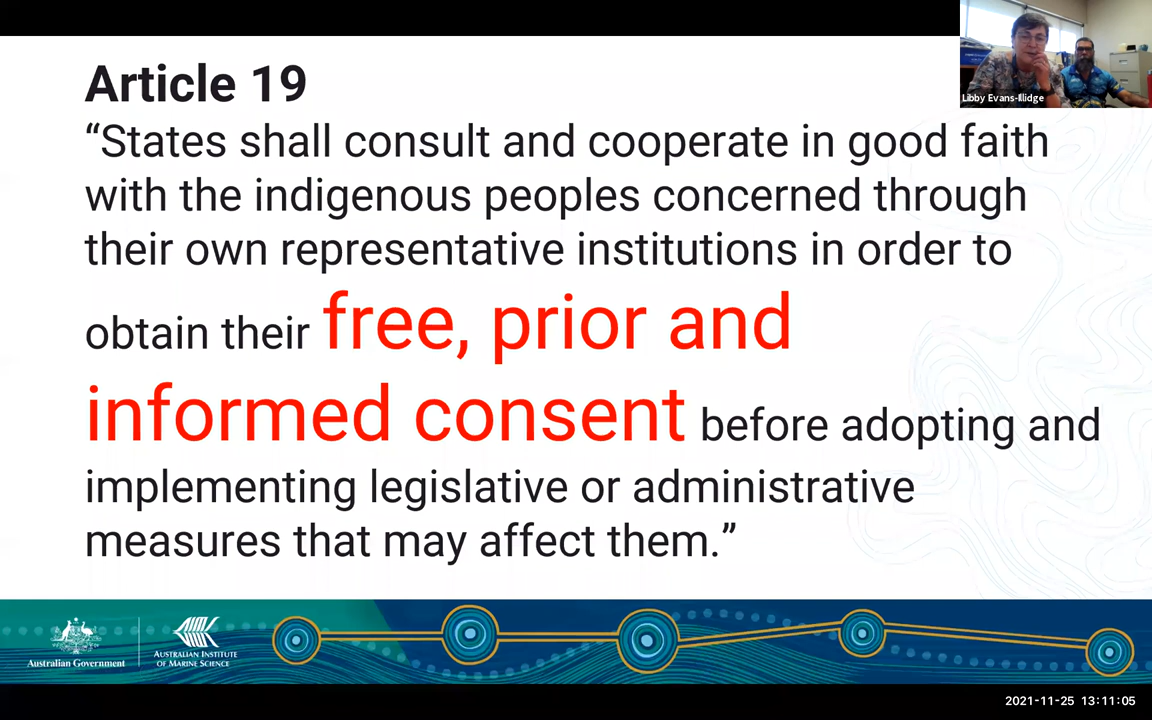 Libby Evans-Illidge
Article 19
“States shall consult and cooperate in good faith
with the indigenous peoples concerned through
their own representative institutions in order to
obtain their free, prior and
informed consent before adopting and
implementing legislative or administrative
measures that may affect them.”
Australian Government
AUSTRALIAN INSTITUTE
OF MARINE SCIENCE
2021-11-25 13:11:05